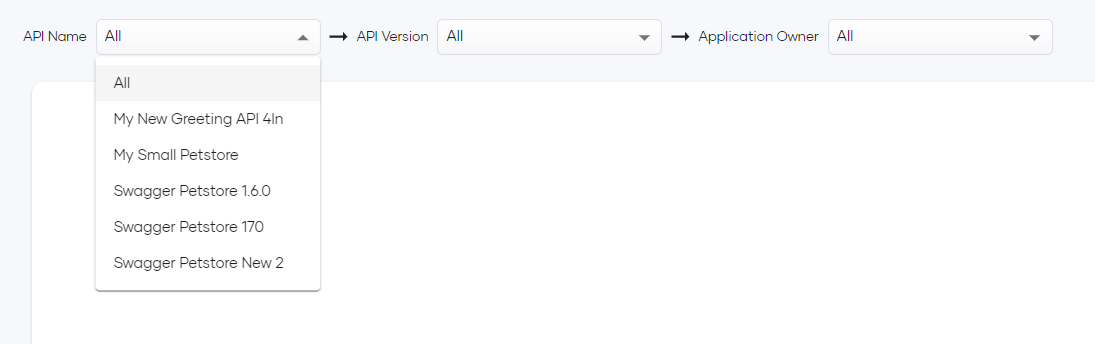 API Name All API Version All Application Owner All
All
My New Greeting API 4In
My Small Petstore
Swagger Petstore 1.6.0
Swagger Petstore 170
Swagger Petstore New 2